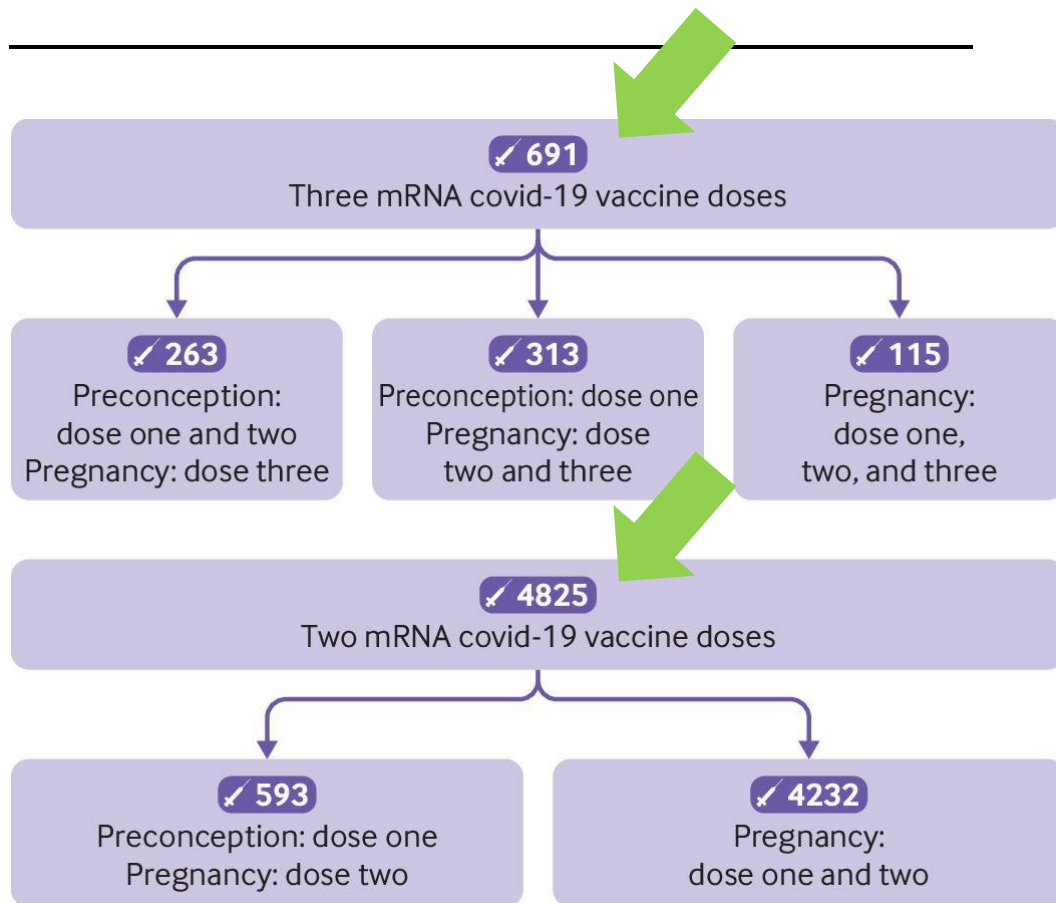 691
Three mRNA covid-19 vaccine doses
263
Preconception:
dose one and two
Pregnancy: dose three
313
Preconception: dose one
Pregnancy: dose
two and three
115
Pregnancy:
dose one,
two, and three
4825
Two mRNA covid-19 vaccine doses
593
Preconception: dose one
Pregnancy: dose two
4232
Pregnancy:
dose one and two